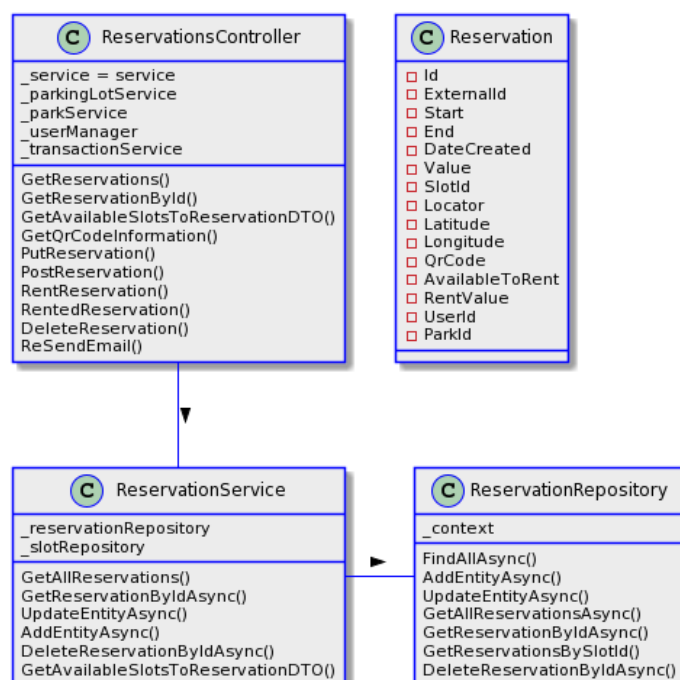 C ReservationsController
_service = service
_parkingLotService
_parkService
_userManager
_transactionService
GetReservations()
GetReservationById()
GetAvailableSlotsToReservationDTO()
GetQrCodeInformation()
PutReservation()
PostReservation()
RentReservation()
RentedReservation()
DeleteReservation()
ReSendEmail()
C Reservation
Id
ExternalId
Start
End
DateCreated
Value
SlotId
Locator
Latitude
Longitude
QrCode
AvailableToRent
RentValue
UserId
ParkId
C ReservationService
_reservationRepository
_slotRepository
GetAllReservations()
GetReservationByIdAsync()
UpdateEntityAsync()
AddEntityAsync()
DeleteReservationByIdAsync()
GetAvailableSlotsToReservationDTO()
C ReservationRepository
_context
FindAllAsync()
AddEntityAsync()
UpdateEntityAsync()
GetAllReservationsAsync()
GetReservationByIdAsync()
GetReservationsBySlotId()
DeleteReservationByIdAsync()